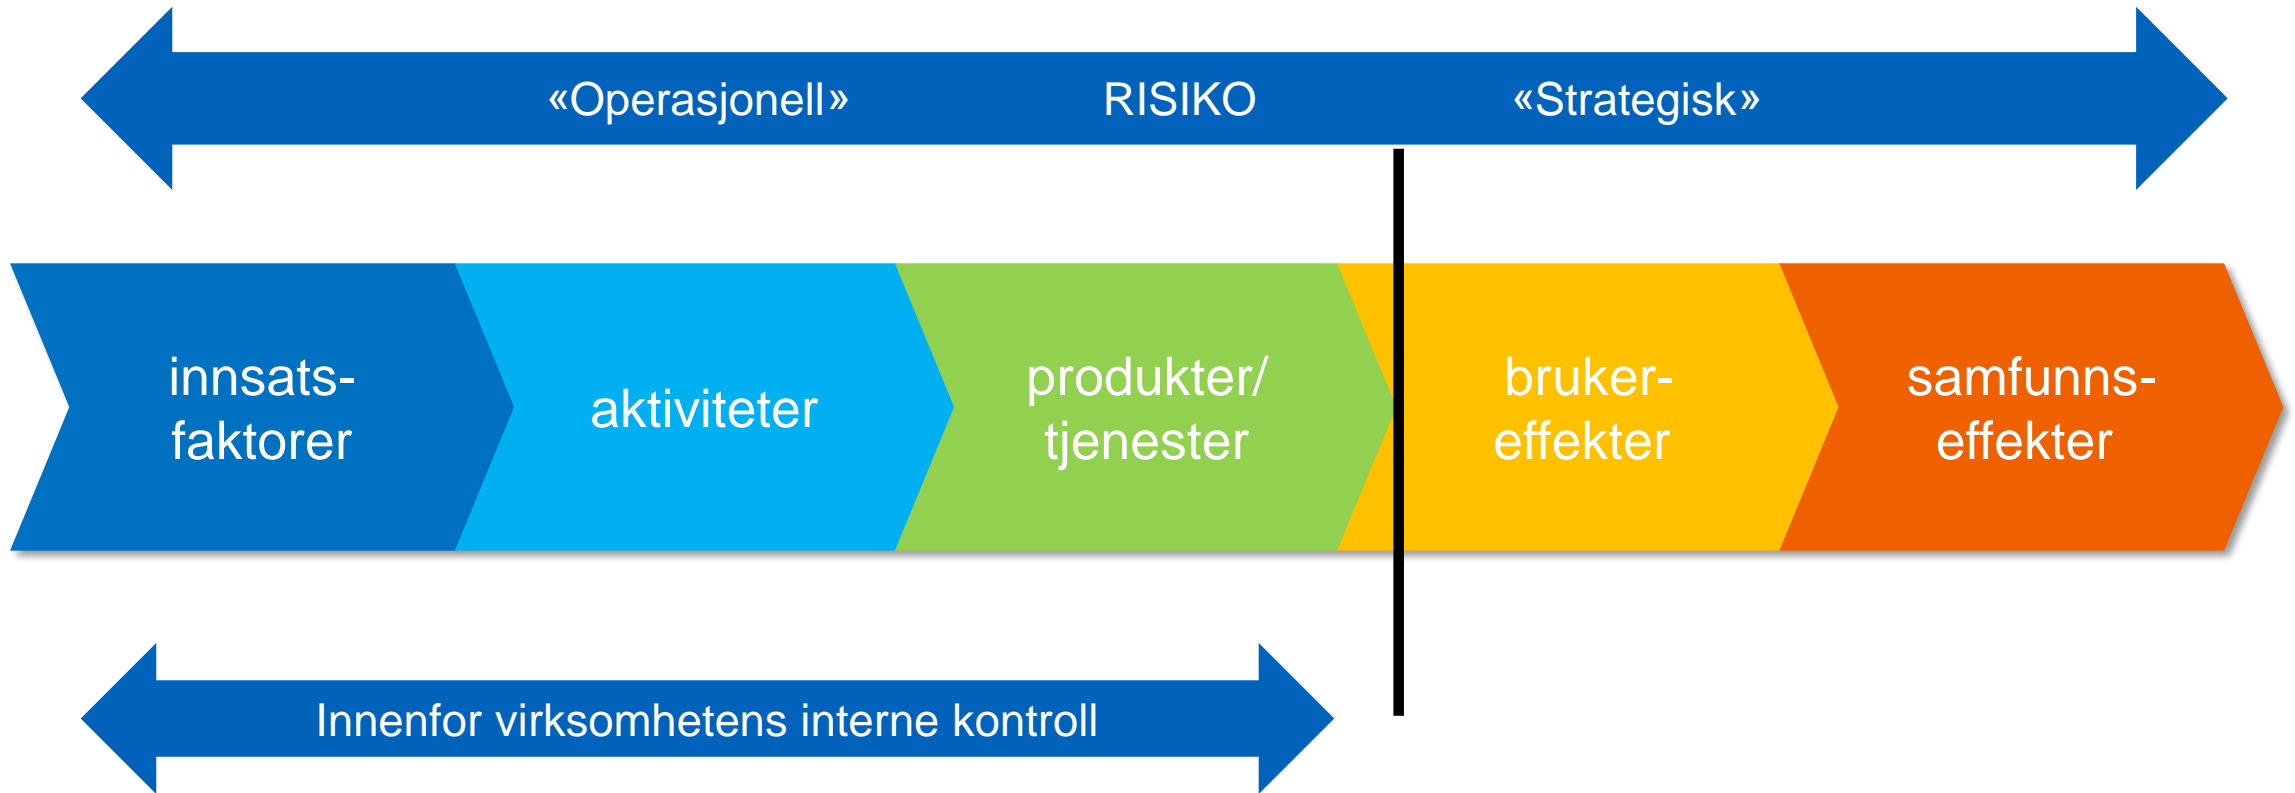 «Operasjonell» RISIKO «Strategisk»
innsats-
faktorer
aktiviteter
produkter/
tjenester
bruker-
effekter
samfunns-
effekter
Innenfor virksomhetens interne kontroll